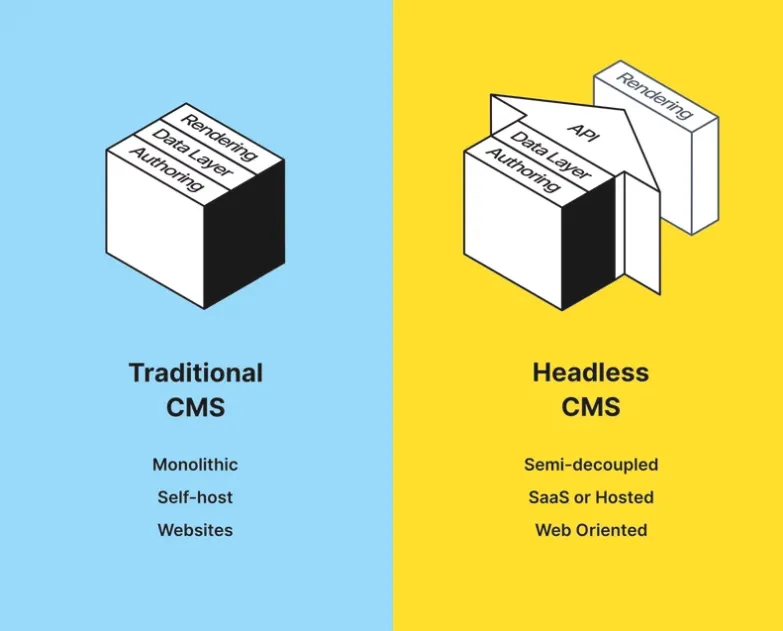 Rendering
Data Layer
Authoring
Traditional
CMS
Monolithic
Self-host
Websites
Rendering
API
Data Layer
Authoring
Headless
CMS
Semi-decoupled
SaaS or Hosted
Web Oriented